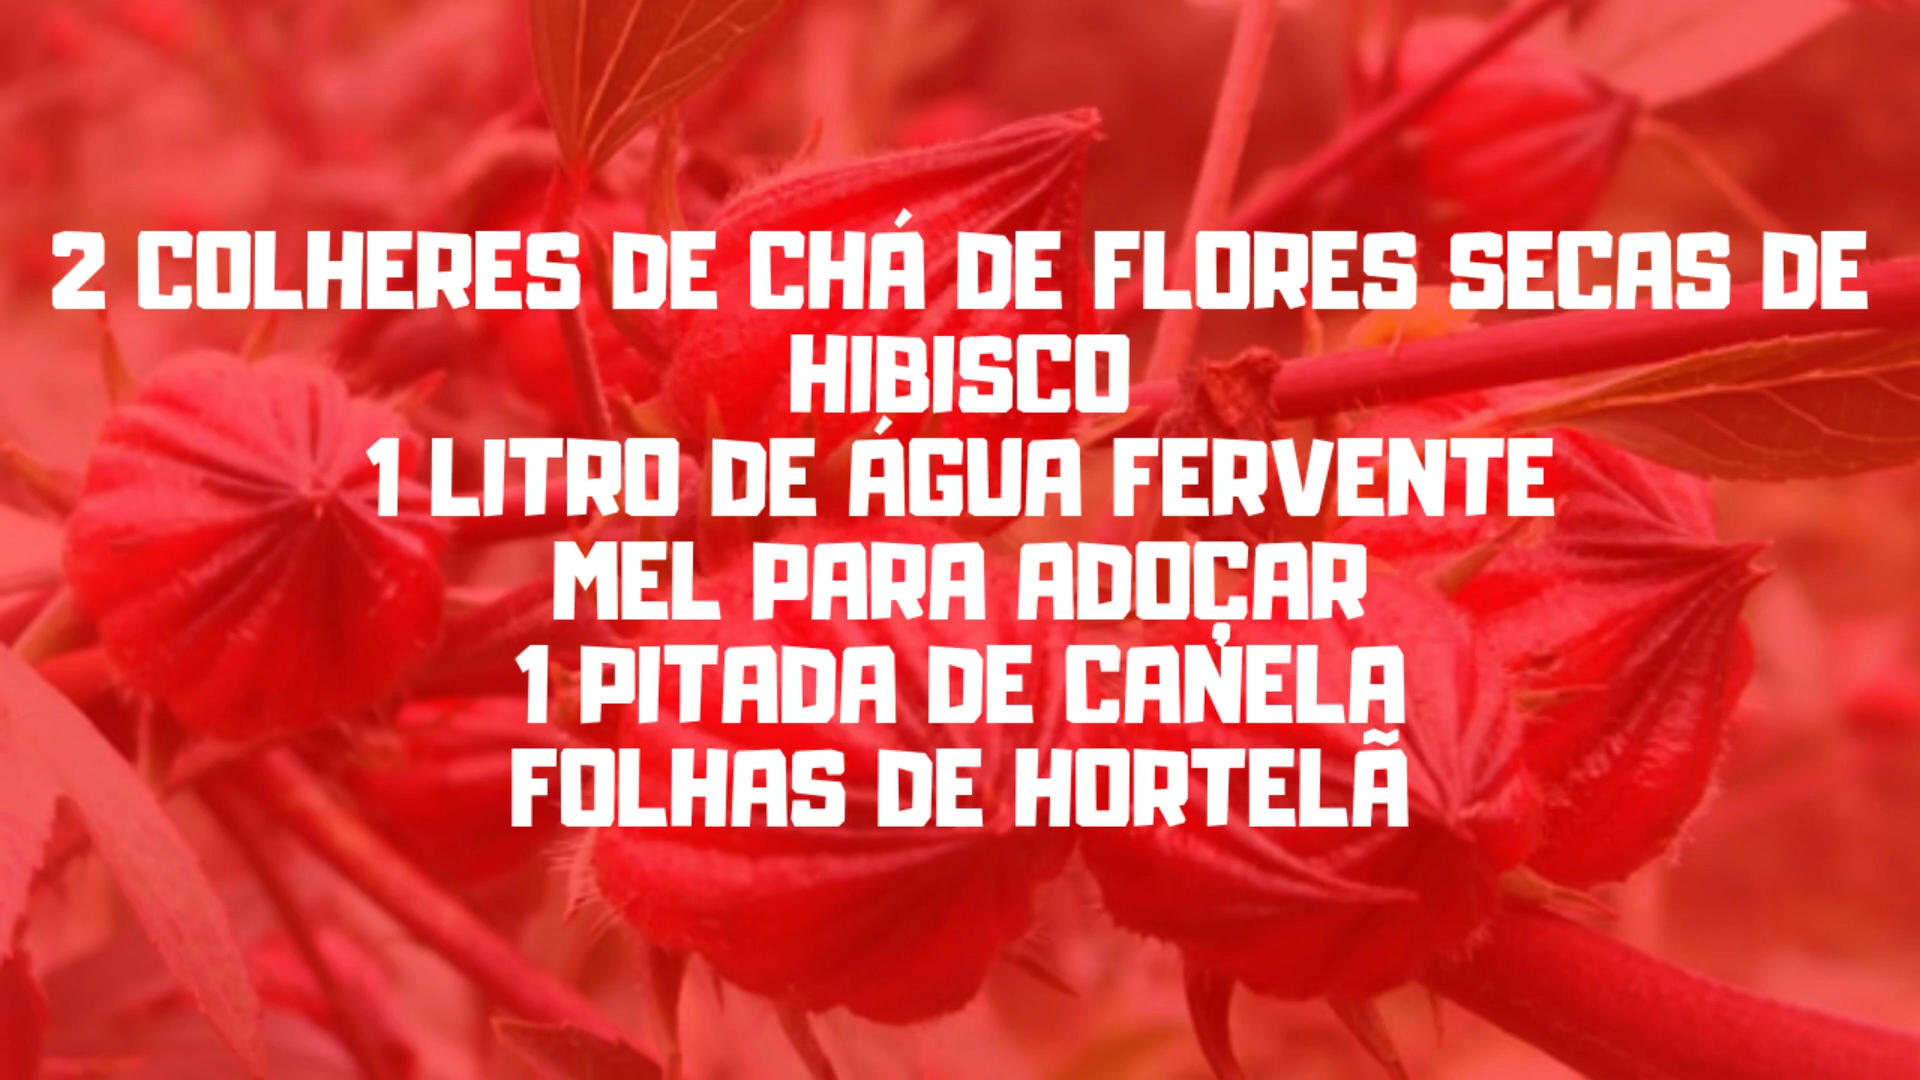 2 COLHERES DE CHÁ DE FLORES SECAS DE
HIBISCO
1 LITRO DE ÁGUA FERVENTE
MEL PARA ADOÇAR
1 PITADA DE CANELA
FOLHAS DE HORTELÃ